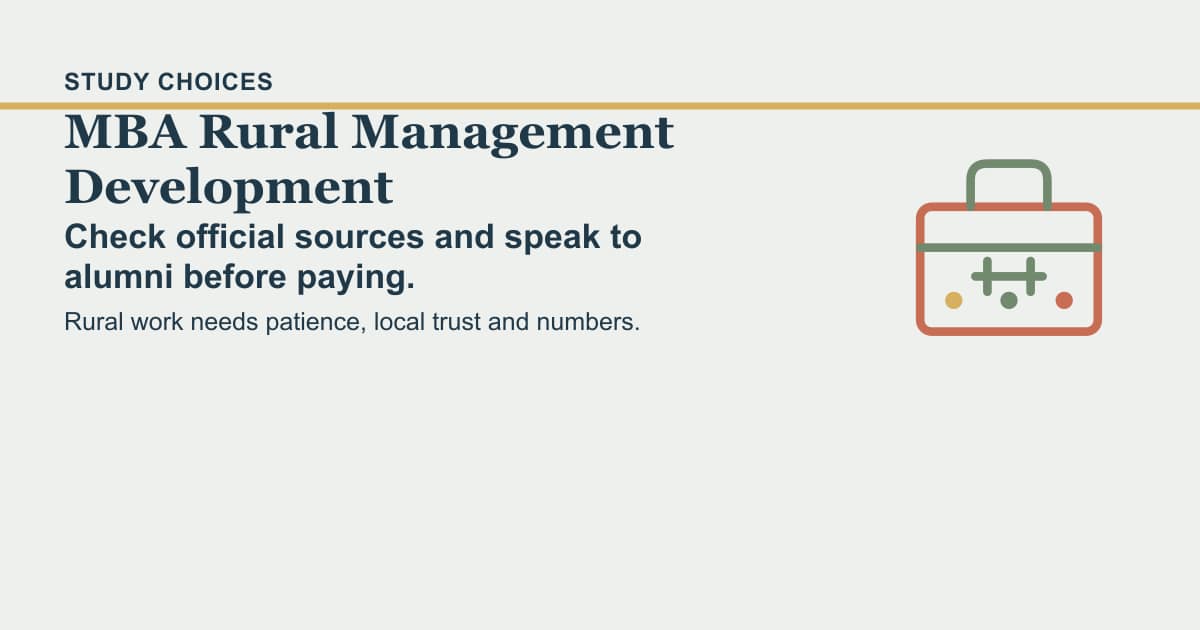 STUDY CHOICES
MBA Rural Management
Development
Check official sources and speak to
alumni before paying.
Rural work needs patience, local trust and numbers.